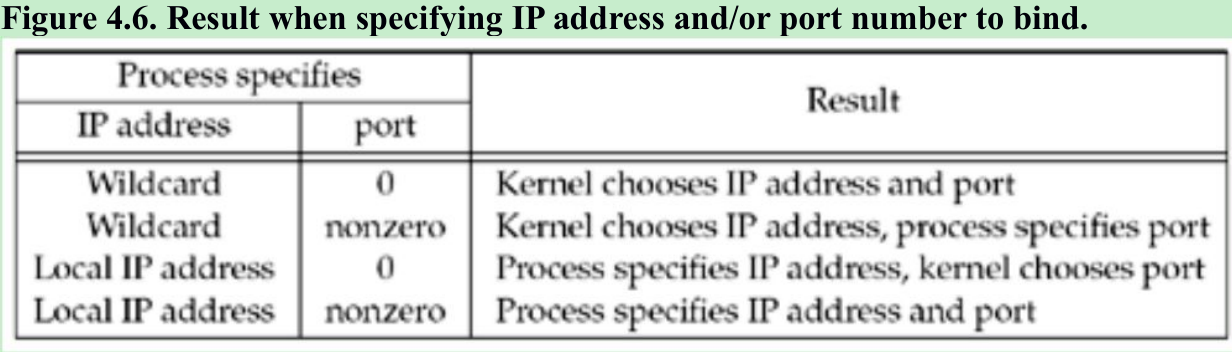 Figure 4.6. Result when specifying IP address and/or port number to bind.
Process specifies Result
IP address port
Wildcard 0 Kernel chooses IP address and port
Wildcard nonzero Kernel chooses IP address, process specifies port
Local IP address 0 Process specifies IP address, kernel chooses port
Local IP address nonzero Process specifies IP address and port